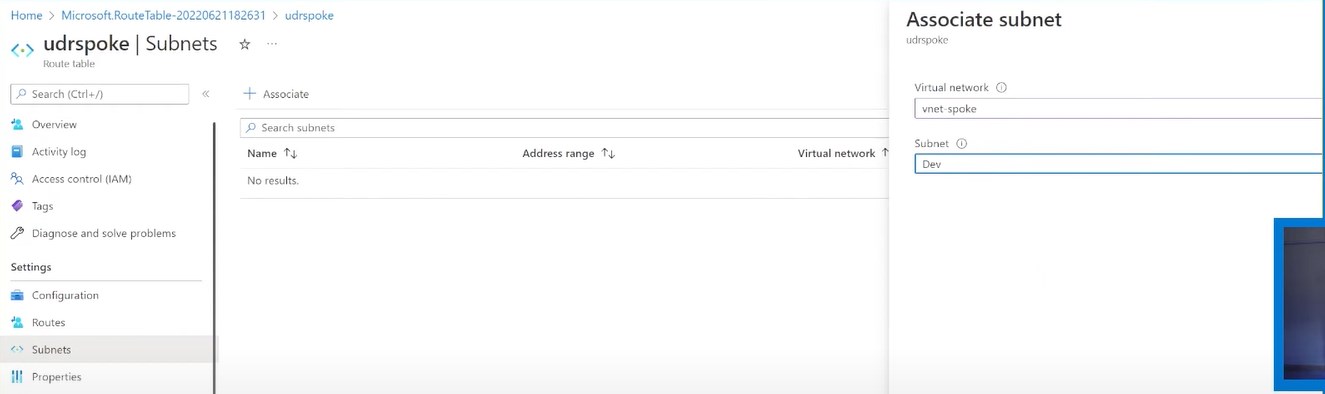 Home > Microsoft.RouteTable-20220621182631 > udrspoke
udrspoke | Subnets
Route table
Search (Ctrl+/)
Overview
Activity log
Access control (IAM)
Tags
Diagnose and solve problems
Settings
Configuration
Routes
Subnets
Properties
Associate
Search subnets
Name Address range Virtual network
No results.
Associate subnet
udrspoke
Virtual network
vnet-spoke
Subnet
Dev